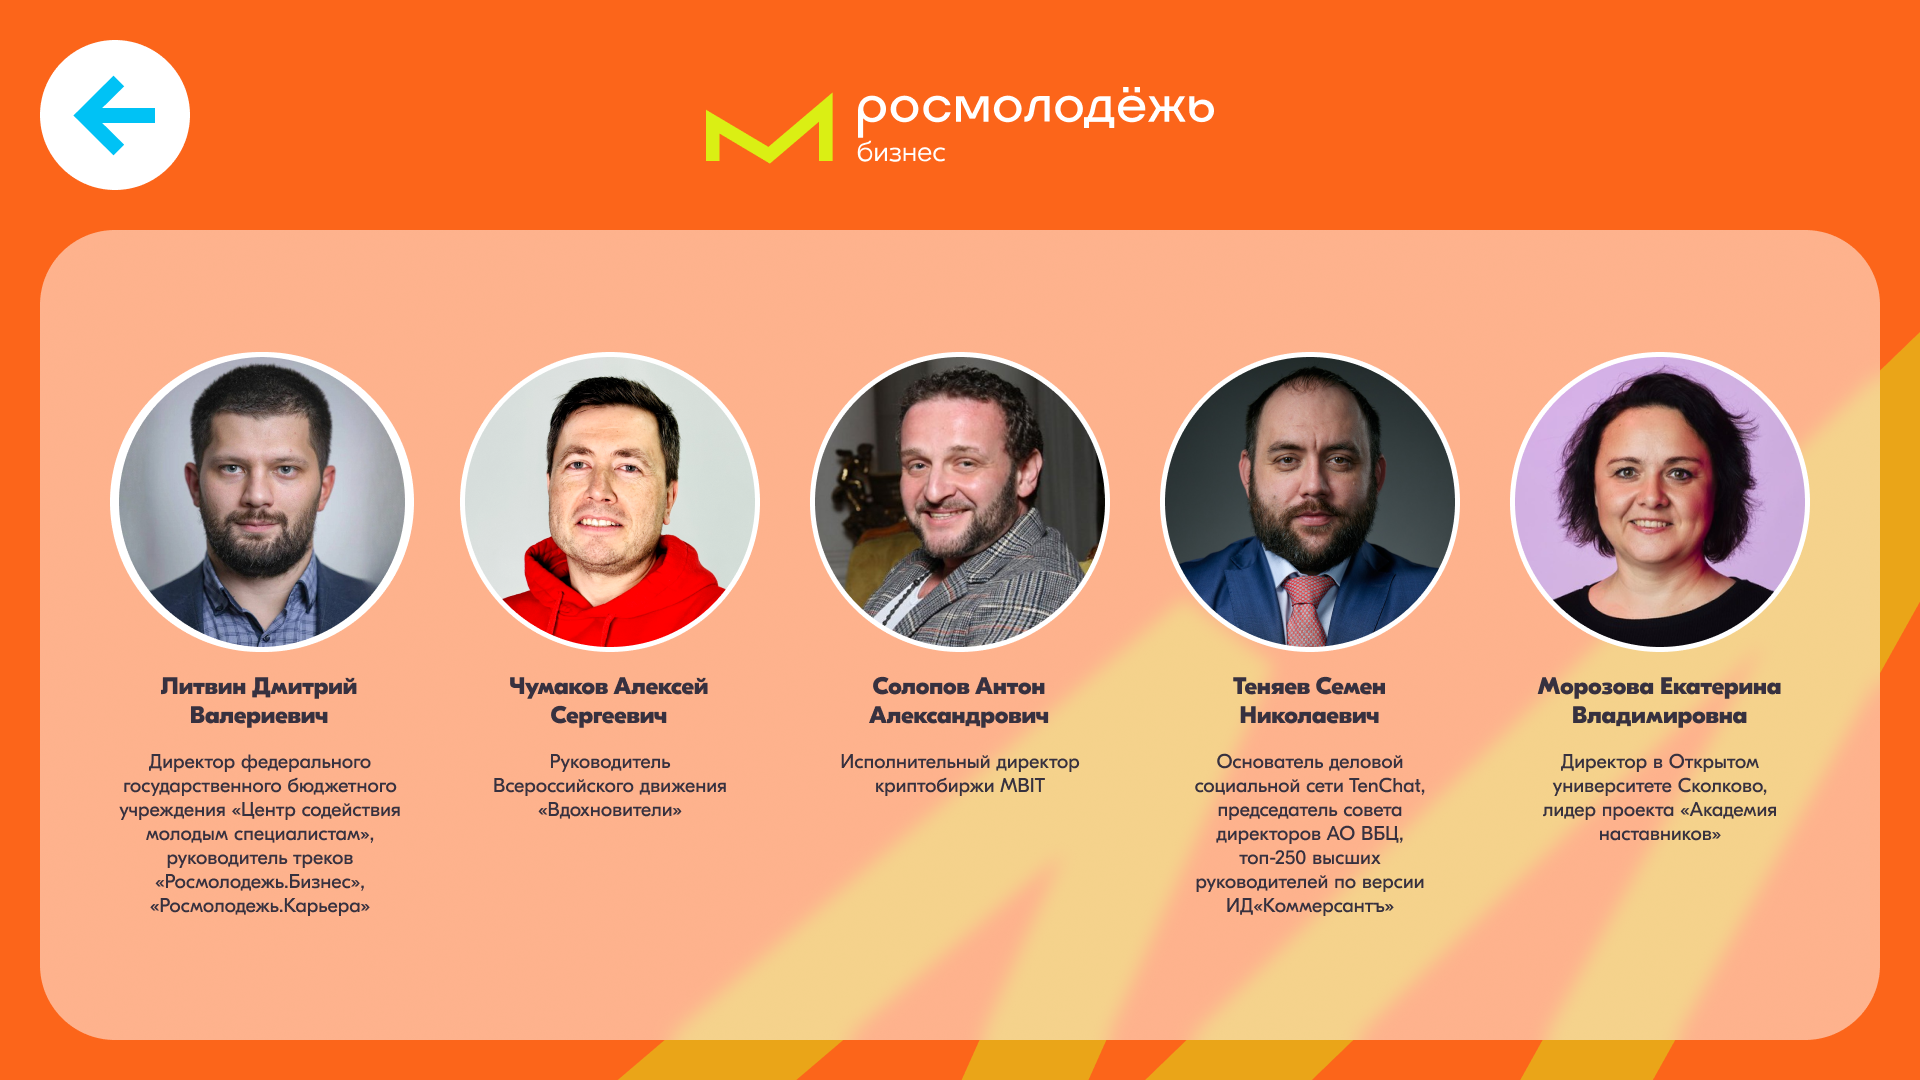 росмолодёжь
бизнес
Литвин Дмитрий
Валериевич
Директор федерального
государственного бюджетного
учреждения «Центр содействия
молодым специалистам»,
руководитель треков
«Росмолодежь.Бизнес»,
«Росмолодежь.Карьера»
Чумаков Алексей
Сергеевич
Руководитель
Всероссийского движения
«Вдохновители»
Солопов Антон
Александрович
Исполнительный директор
криптобиржи MBIT
Теняев Семен
Николаевич
Основатель деловой
социальной сети TenChat,
председатель совета
директоров АО ВБЦ,
топ-250 высших
руководителей по версии
ИД«Коммерсантъ»
Морозова Екатерина
Владимировна
Директор в Открытом
университете Сколково,
лидер проекта «Академия
наставников»